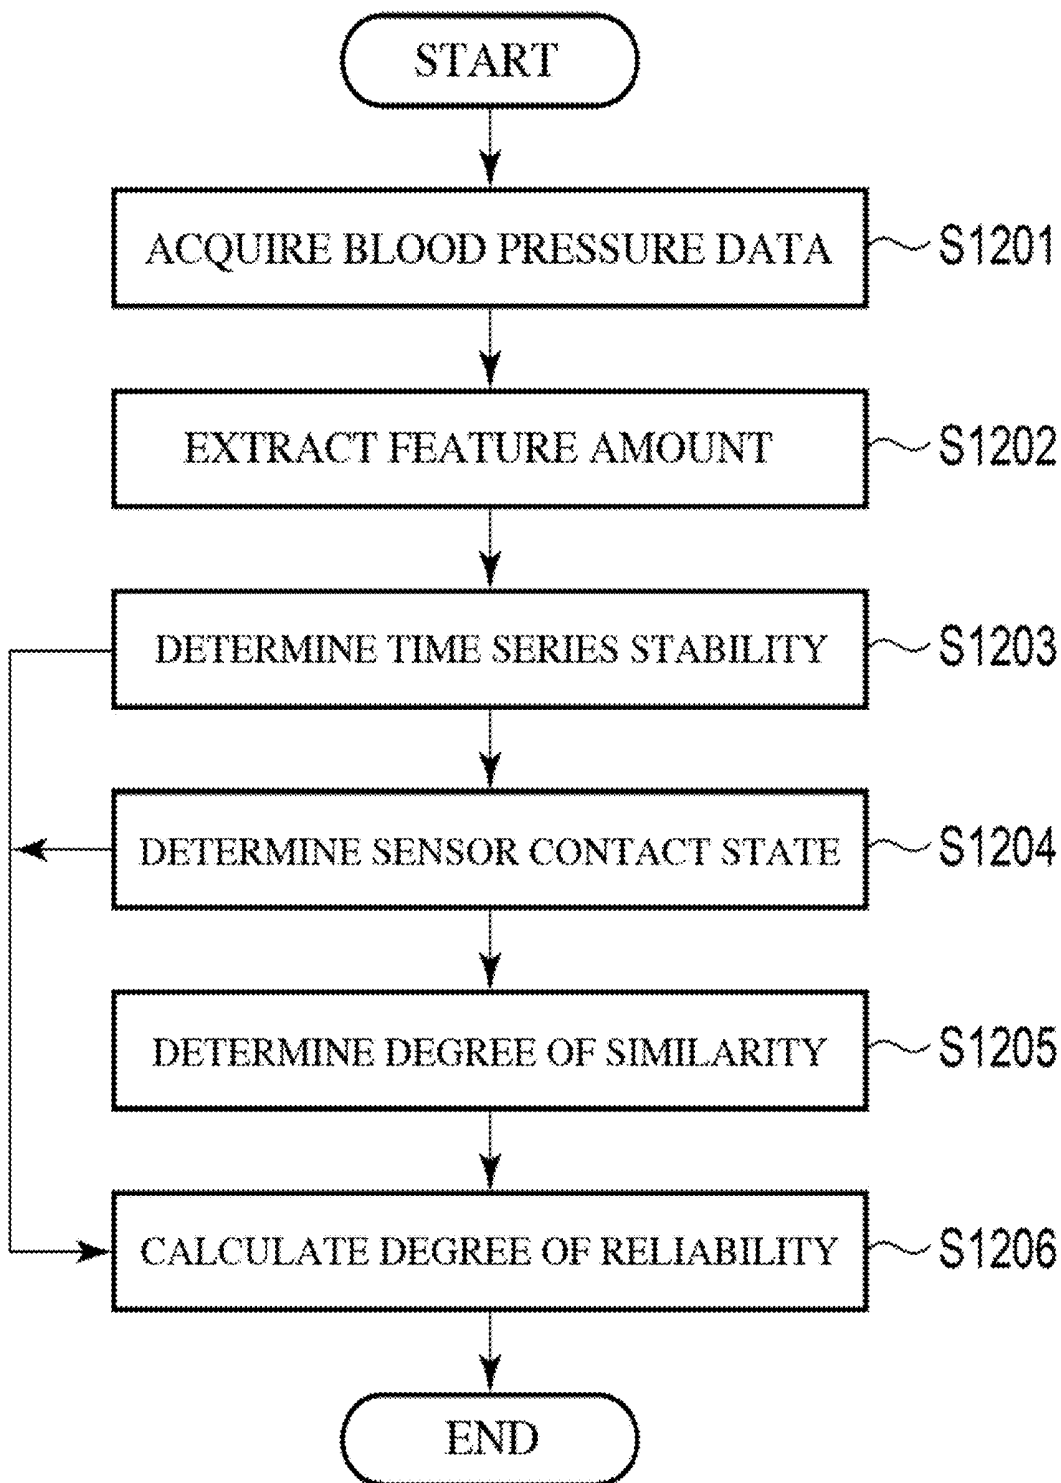 START
ACQUIRE BLOOD PRESSURE DATA
S1201
EXTRACT FEATURE AMOUNT
S1202
DETERMINE TIME SERIES STABILITY
S1203
DETERMINE SENSOR CONTACT STATE
S1204
DETERMINE DEGREE OF SIMILARITY
S1205
CALCULATE DEGREE OF RELIABILITY
S1206
END